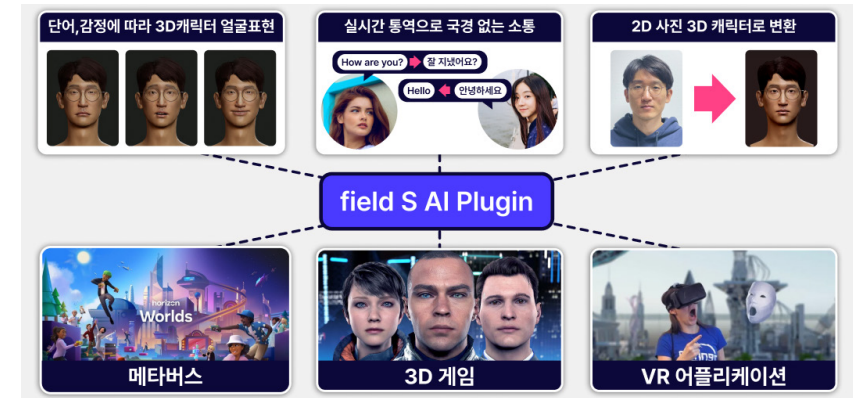 단어,감정에 따라 3D캐릭터 얼굴표현
실시간 통역으로 국경 없는 소통
2D 사진 3D 캐릭터로 변환
How are you?
잘 지냈어요?
Hello
안녕하세요
field S AI Plugin
horizon
Worlds
메타버스
3D 게임
VR 어플리케이션